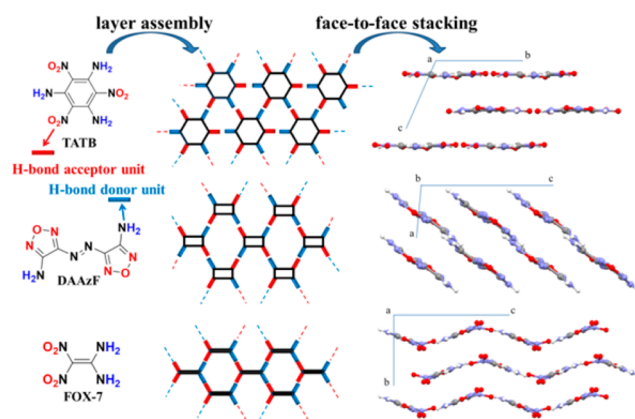 layer assembly
face-to-face stacking
O₂N
NO₂
NH₂
H₂N
NO₂
O₂N
NH₂
TATB
H-bond acceptor unit
H-bond donor unit
a
b
c
NH₂
N
O
N
N
N
N
O
N
H₂N
DAAzF
b
c
a
O₂N
NH₂
O₂N
NH₂
FOX-7
a
c
b